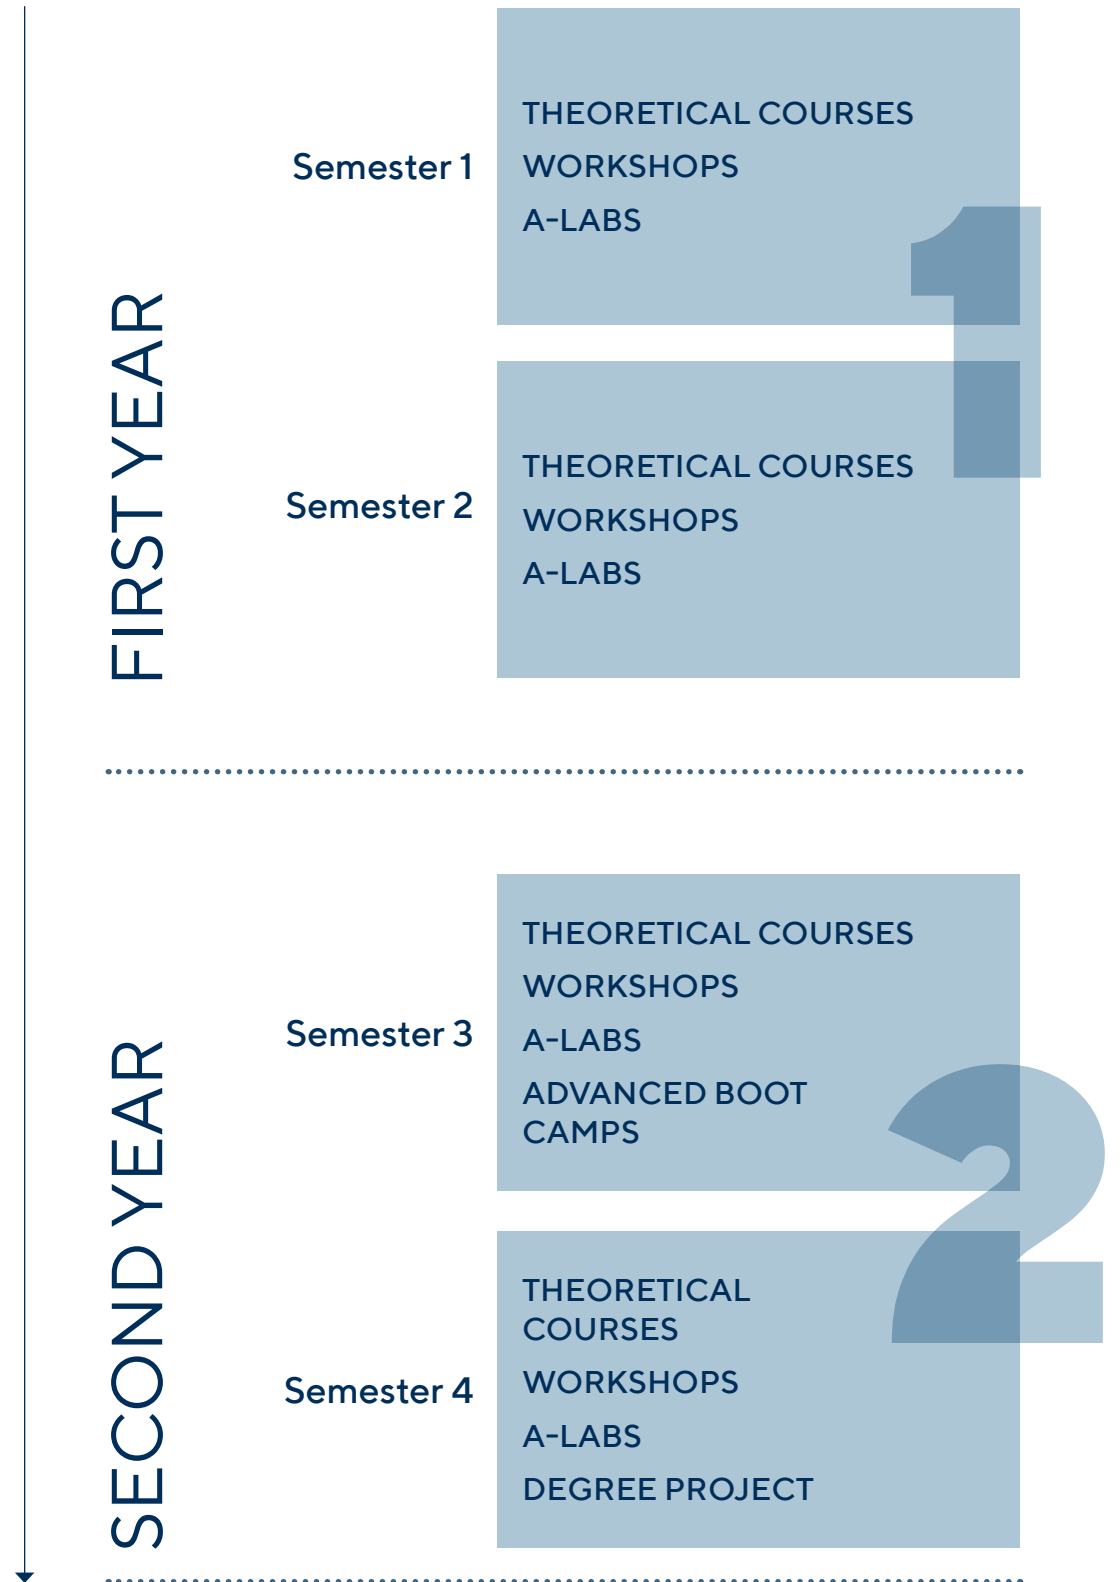 FIRST YEAR
Semester 1
THEORETICAL COURSES
WORKSHOPS
A-LABS
1
Semester 2
THEORETICAL COURSES
WORKSHOPS
A-LABS
SECOND YEAR
Semester 3
THEORETICAL COURSES
WORKSHOPS
A-LABS
ADVANCED BOOT
CAMPS
2
Semester 4
THEORETICAL
COURSES
WORKSHOPS
A-LABS
DEGREE PROJECT